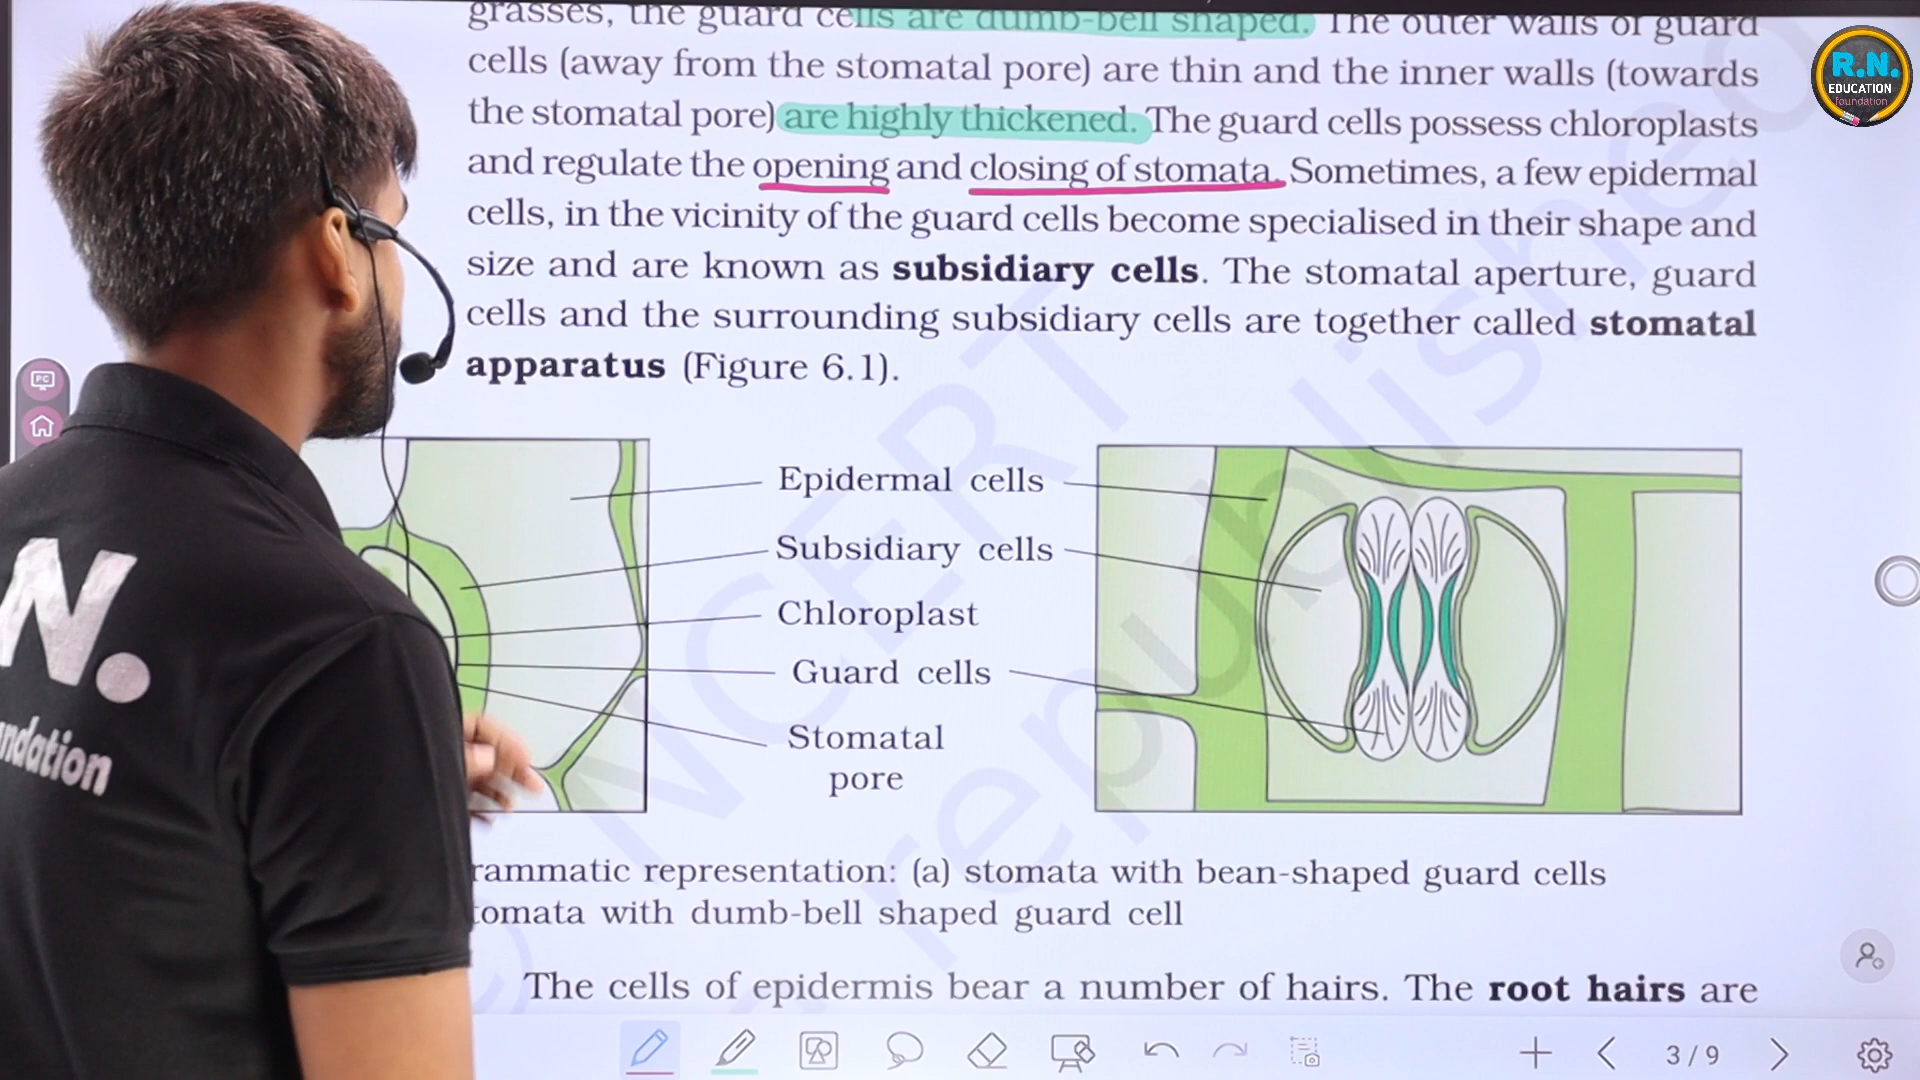 grasses, the guard cells are dumb-bell shaped. The outer walls of guard
cells (away from the stomatal pore) are thin and the inner walls (towards
the stomatal pore) are highly thickened. The guard cells possess chloroplasts
and regulate the opening and closing of stomata. Sometimes, a few epidermal
cells, in the vicinity of the guard cells become specialised in their shape and
size and are known as subsidiary cells. The stomatal aperture, guard
cells and the surrounding subsidiary cells are together called stomatal
apparatus (Figure 6.1).
Epidermal cells
Subsidiary cells
Chloroplast
Guard cells
Stomatal
pore
rammatic representation: (a) stomata with bean-shaped guard cells
tomata with dumb-bell shaped guard cell
The cells of epidermis bear a number of hairs. The root hairs are
© NCERT
republished
R.N.
EDUCATION
foundation
PC
N.
ndation
3/9